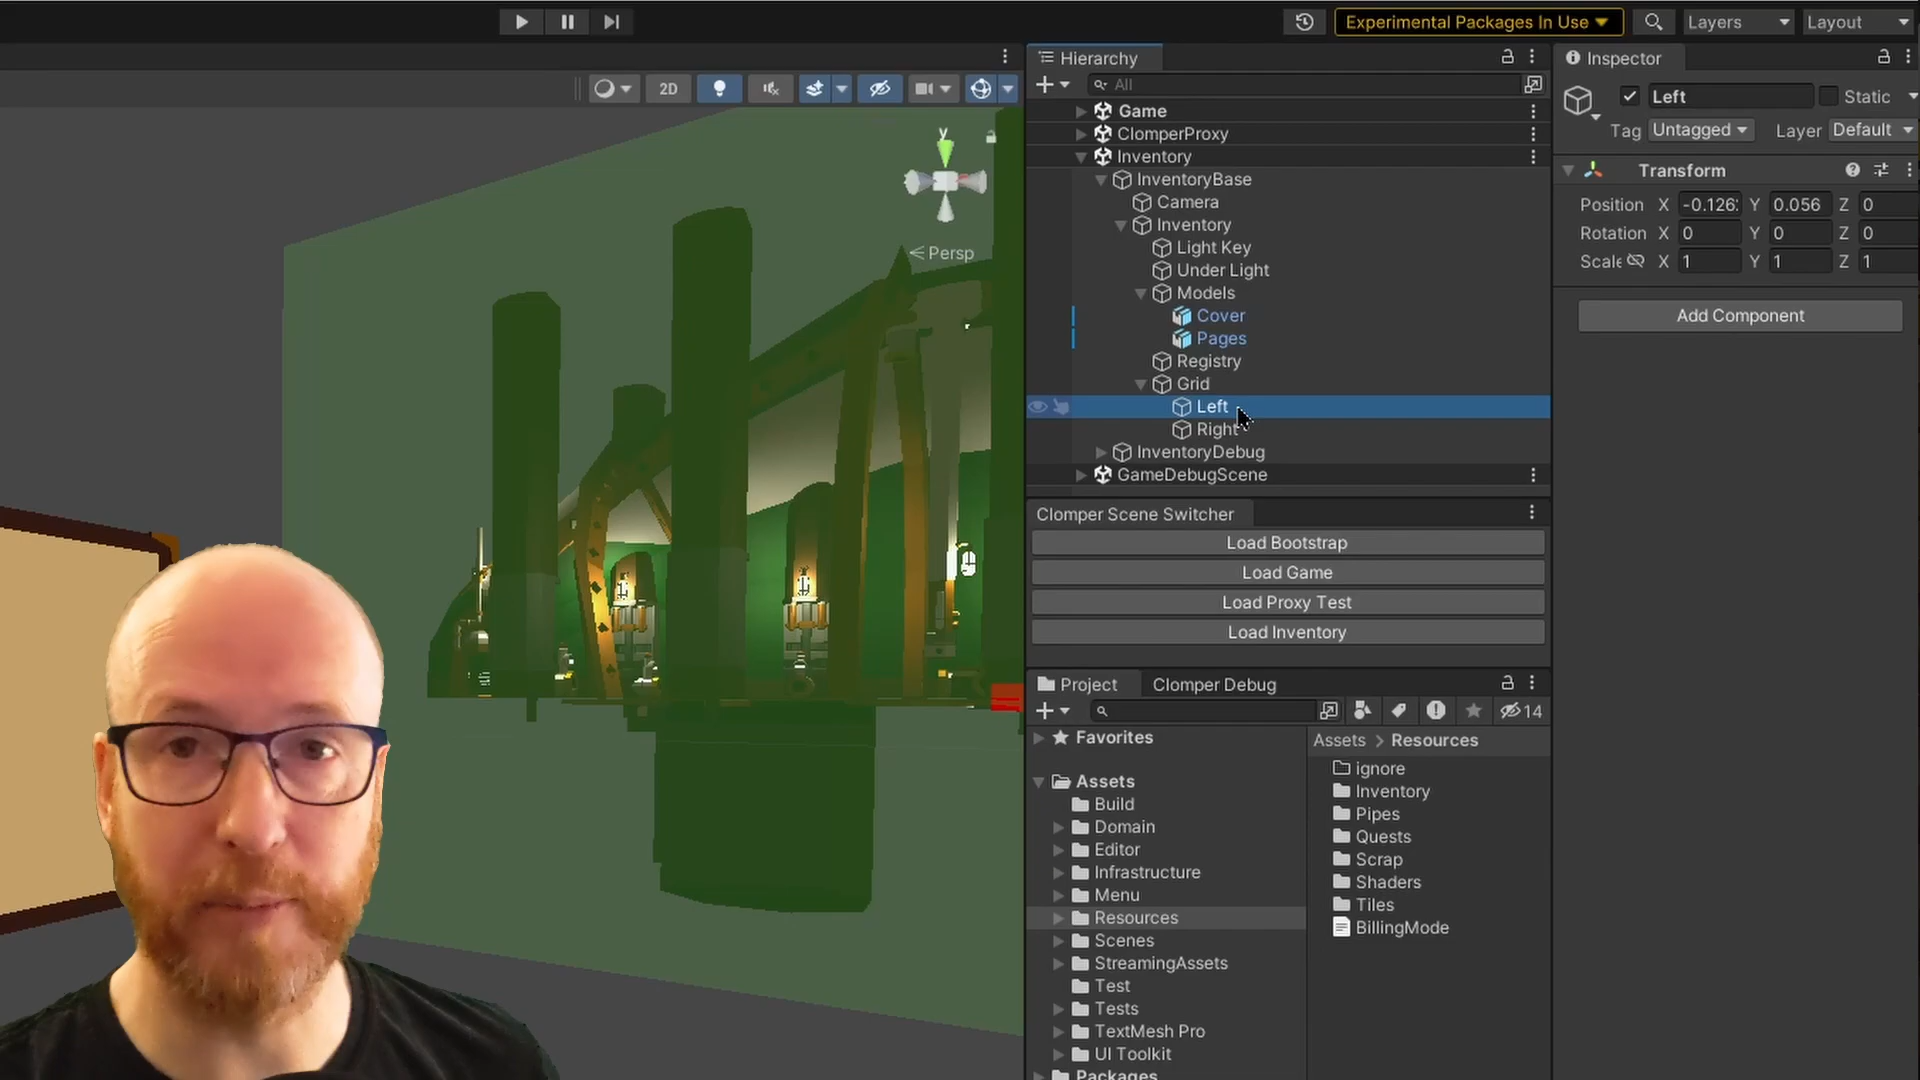 Experimental Packages In Use
Layers
Layout
Hierarchy
Inspector
2D
All
Game
ClomperProxy
Inventory
InventoryBase
Camera
Inventory
Light Key
Under Light
Models
Cover
Pages
Registry
Grid
Left
Right
InventoryDebug
GameDebugScene
y
Persp
Left
Static
Tag Untagged Layer Default
Transform
Position X -0.126 Y 0.056 Z 0
Rotation X 0 Y 0 Z 0
Scale X 1 Y 1 Z 1
Add Component
Clomper Scene Switcher
Load Bootstrap
Load Game
Load Proxy Test
Load Inventory
Project Clomper Debug
14
Favorites
Assets
Build
Domain
Editor
Infrastructure
Menu
Resources
Scenes
StreamingAssets
Test
Tests
TextMesh Pro
UI Toolkit
Packages
Assets > Resources
ignore
Inventory
Pipes
Quests
Scrap
Shaders
Tiles
BillingMode